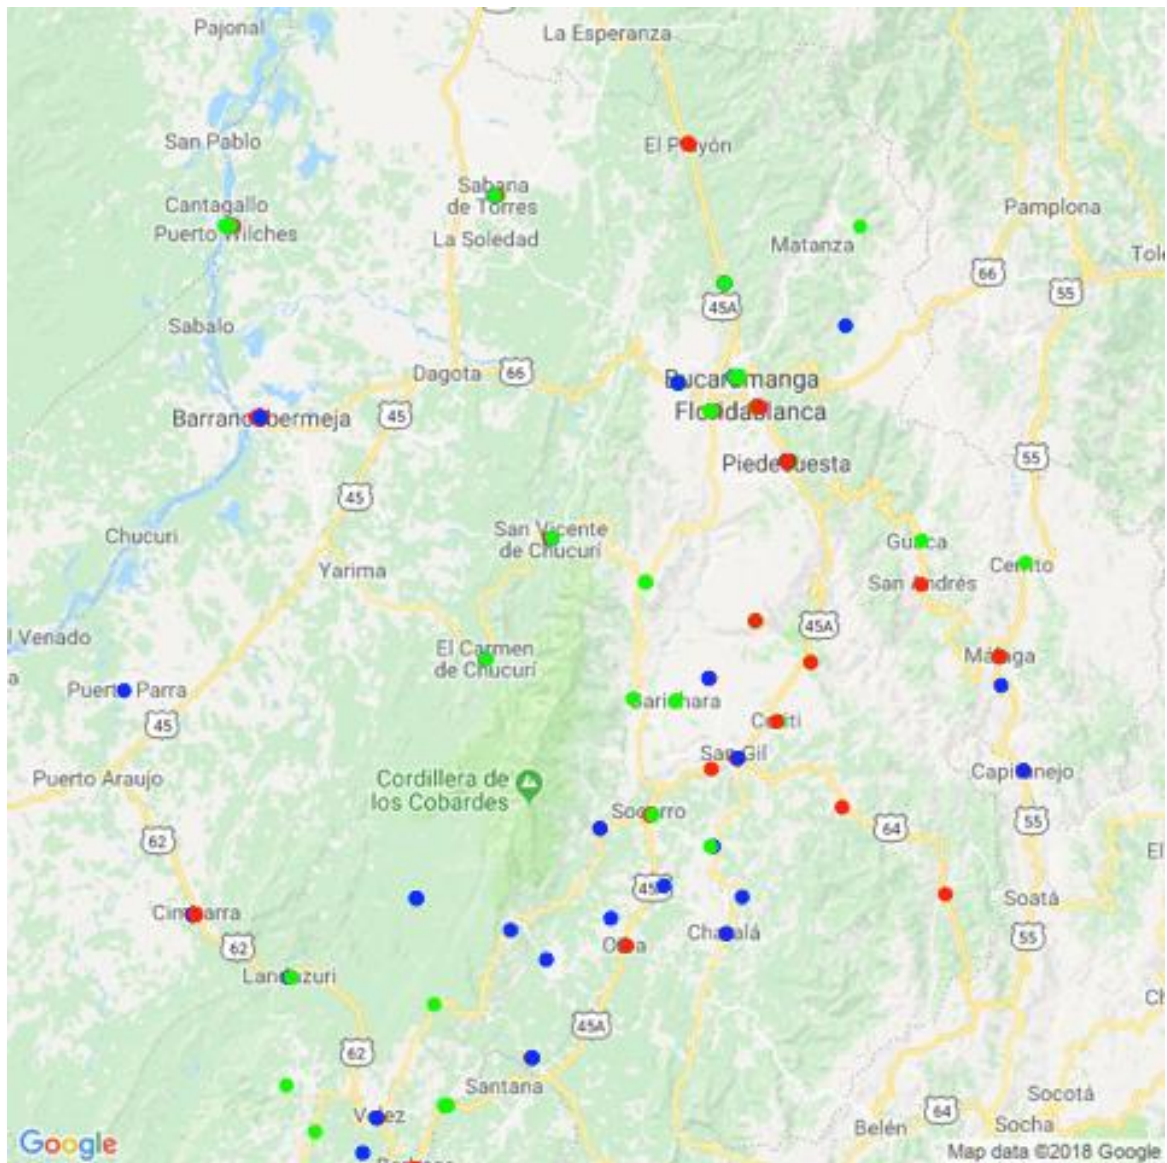 Pajonal
La Esperanza
San Pablo
El Playón
Sabana
de Torres
Cantagallo
Puerto Wilches
La Soledad
Pamplona
Matanza
66
55
45A
Sabalo
Dagota
66
Bucaramanga
Barrancabermeja
45
Floridablanca
Piedecuesta
55
45
Chucuri
San Vicente
de Chucurí
Guaca
Cerrito
Yarima
San Andrés
45A
El Carmen
de Chucurí
Málaga
Puerto Parra
45
Barichara
Curití
San Gil
Puerto Araujo
Cordillera de
los Cobardes
Capitanejo
Socorro
64
55
62
45A
Soatá
Cimitarra
62
Oiba
Charalá
55
Landázuri
45A
62
Santana
Socotá
Vélez
64
Belén
Socha
Google
Map data ©2018 Google